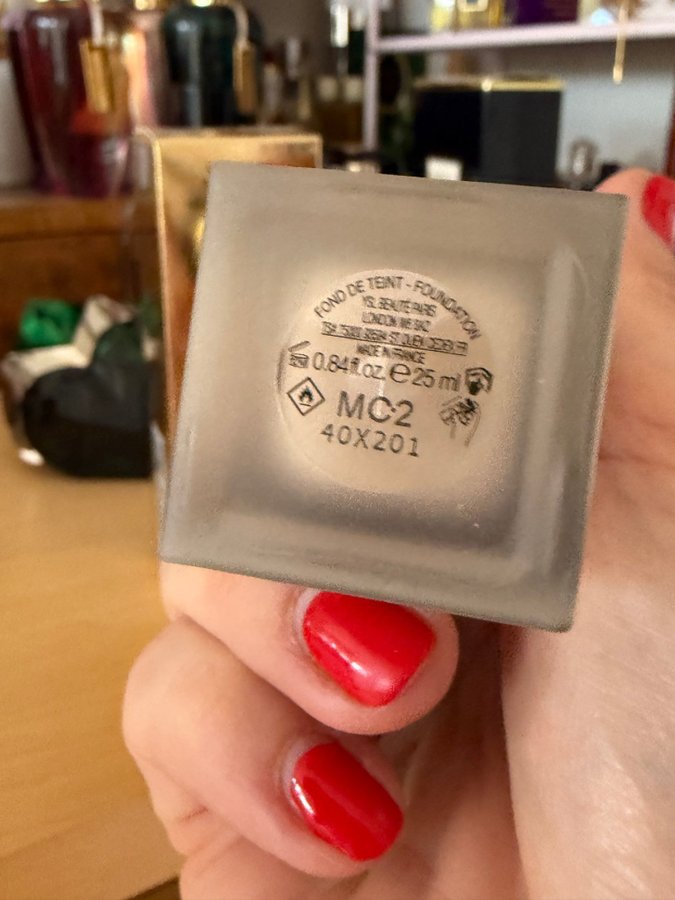 FOND DE TEINT - FOUNDATION
YSL BEAUTE PARIS
LONDON W6 8AZ
MADE IN FRANCE
0.84 fl.oz. e 25 ml
MC2
40X201